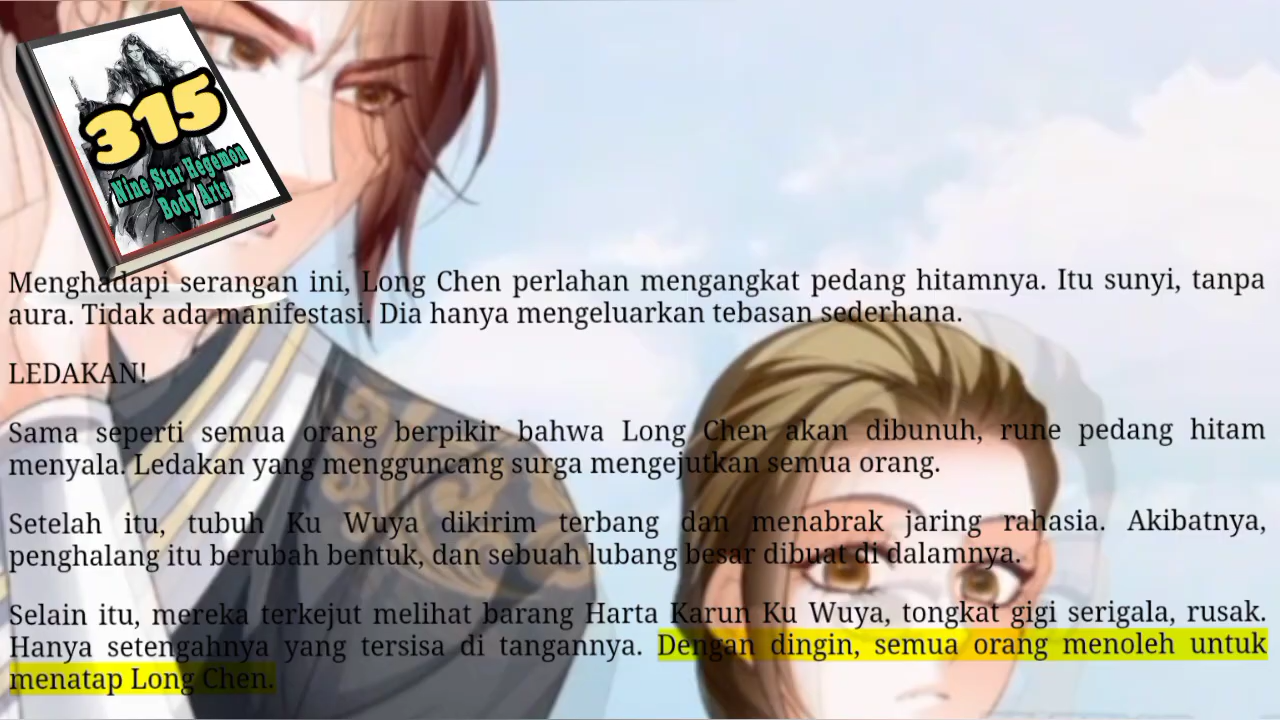 315
Nine Star Hegemon
Body Arts
Menghadapi serangan ini, Long Chen perlahan mengangkat pedang hitamnya. Itu sunyi, tanpa
aura. Tidak ada manifestasi. Dia hanya mengeluarkan tebasan sederhana.
LEDAKAN!
Sama seperti semua orang berpikir bahwa Long Chen akan dibunuh, rune pedang hitam
menyala. Ledakan yang mengguncang surga mengejutkan semua orang.
Setelah itu, tubuh Ku Wuya dikirim terbang dan menabrak jaring rahasia. Akibatnya,
penghalang itu berubah bentuk, dan sebuah lubang besar dibuat di dalamnya.
Selain itu, mereka terkejut melihat barang Harta Karun Ku Wuya, tongkat gigi serigala, rusak.
Hanya setengahnya yang tersisa di tangannya. Dengan dingin, semua orang menoleh untuk
menatap Long Chen.